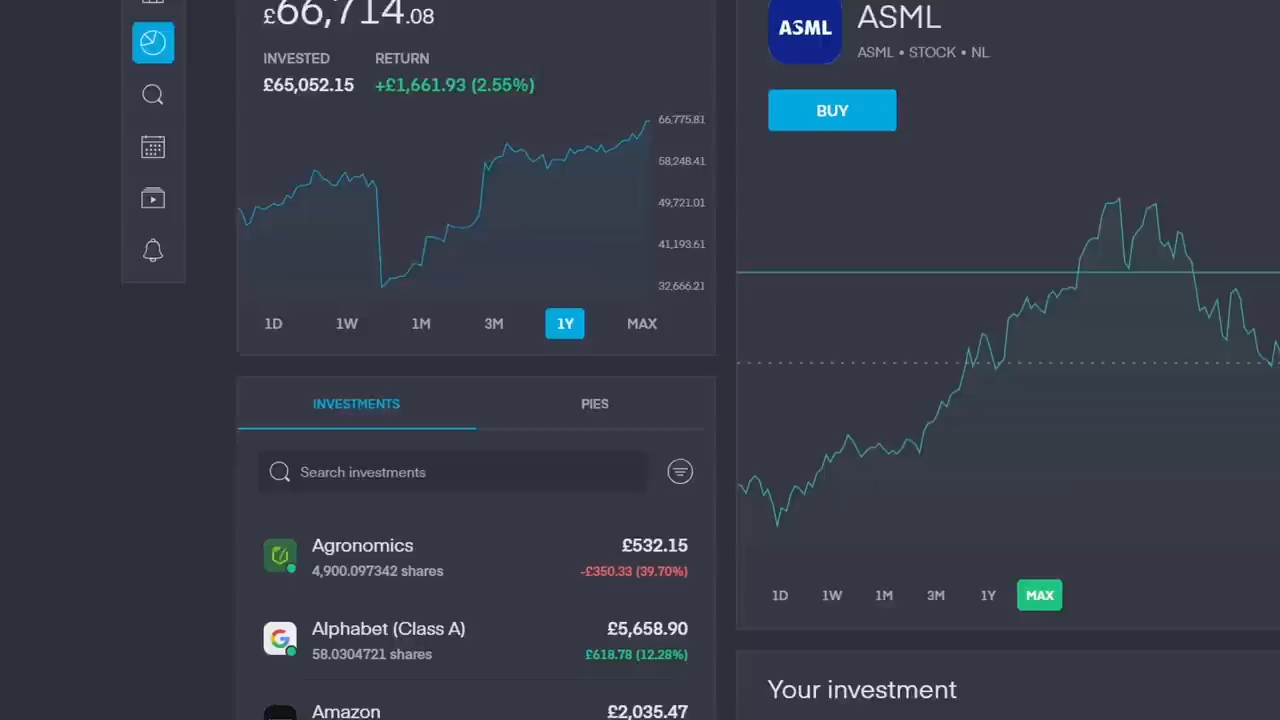 £66,714.08
INVESTED RETURN
£65,052.15 +£1,661.93 (2.55%)
66,775.81
58,248.41
49,721.01
41,193.61
32,666.21
1D 1W 1M 3M 1Y MAX
INVESTMENTS PIES
Search investments
Agronomics £532.15
4,900.097342 shares -£350.33 (39.70%)
Alphabet (Class A) £5,658.90
58.0304721 shares £618.78 (12.28%)
Amazon £2,035.47
ASML
ASML
ASML • STOCK • NL
BUY
1D 1W 1M 3M 1Y MAX
Your investment